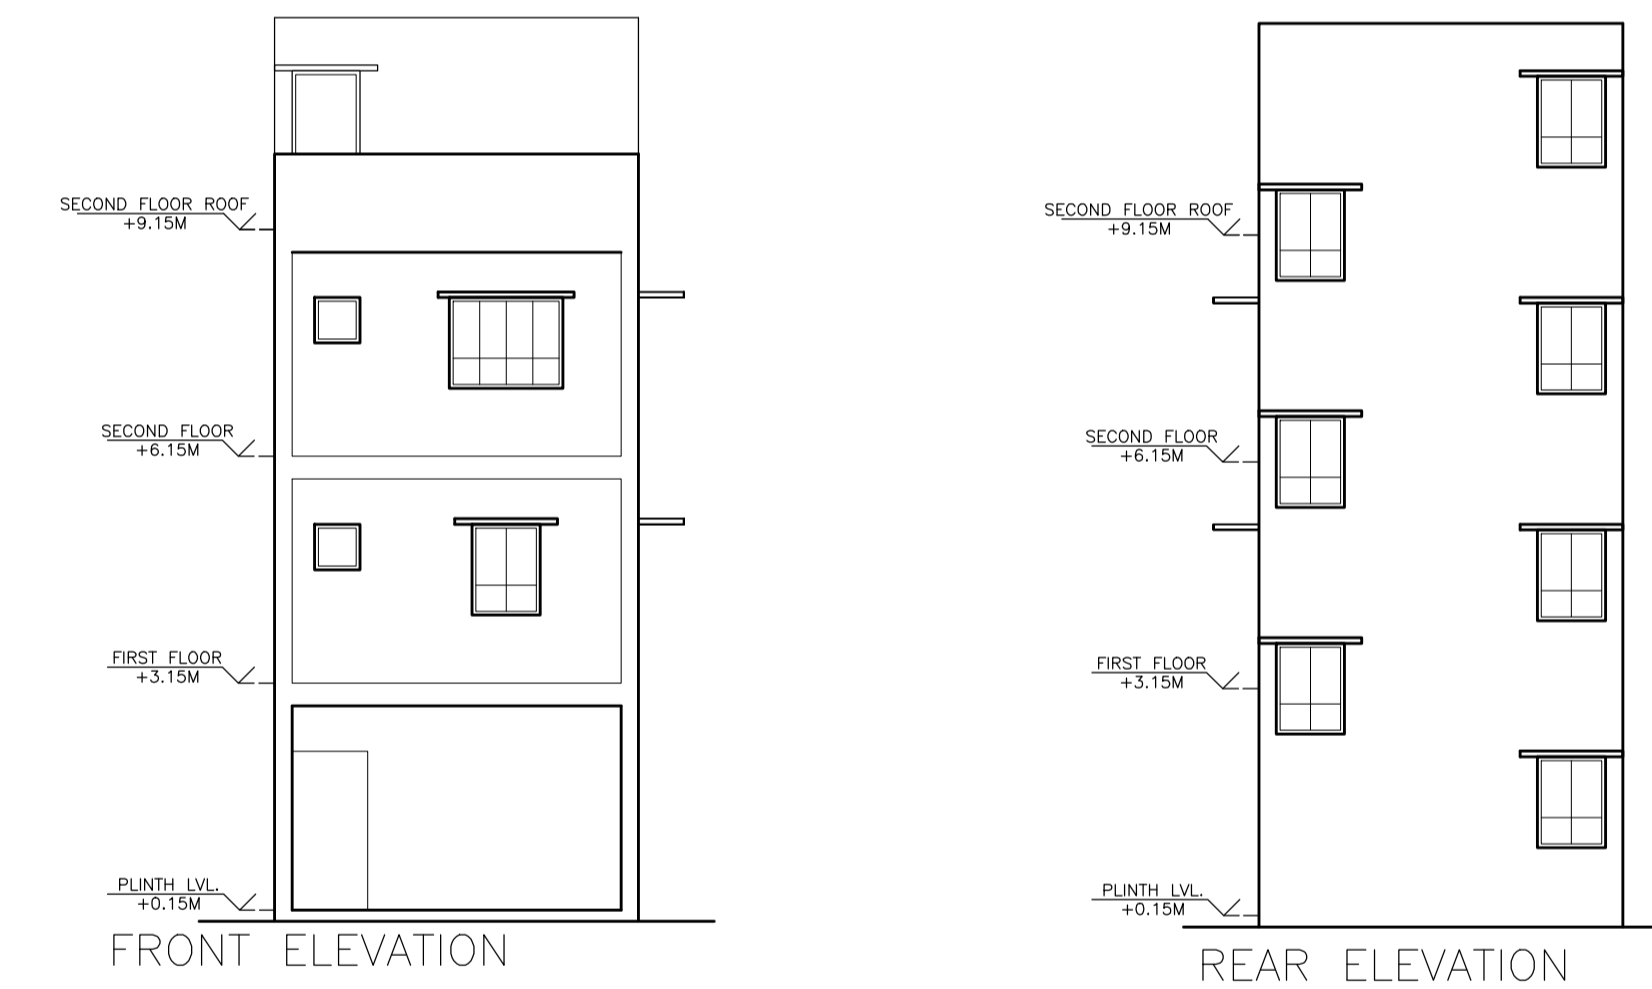 SECOND FLOOR ROOF
+9.15M
SECOND FLOOR
+6.15M
FIRST FLOOR
+3.15M
PLINTH LVL.
+0.15M
FRONT ELEVATION
SECOND FLOOR ROOF
+9.15M
SECOND FLOOR
+6.15M
FIRST FLOOR
+3.15M
PLINTH LVL.
+0.15M
REAR ELEVATION